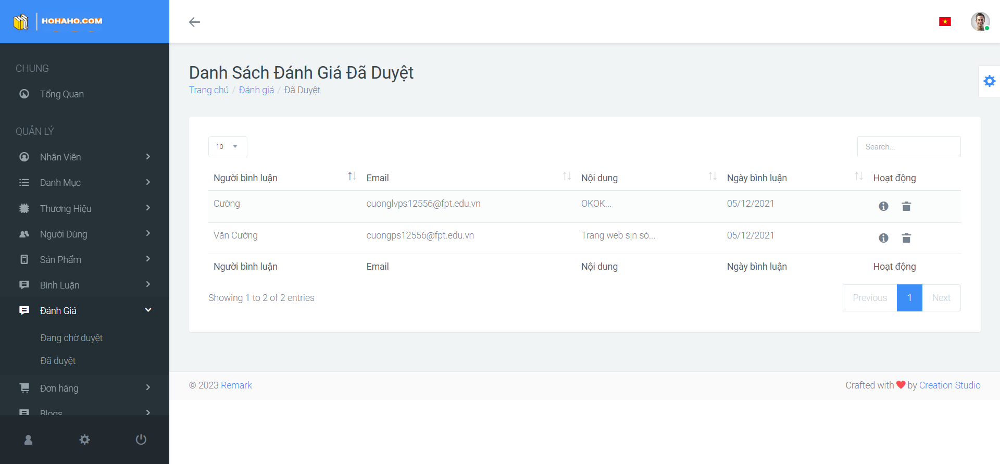 HOHAHO.COM
CHUNG
Tổng Quan
QUẢN LÝ
Nhân Viên
Danh Mục
Thương Hiệu
Người Dùng
Sản Phẩm
Bình Luận
Đánh Giá
Đang chờ duyệt
Đã duyệt
Đơn hàng
Blogs
Danh Sách Đánh Giá Đã Duyệt
Trang chủ / Đánh giá / Đã Duyệt
10
Search...
Người bình luận Email Nội dung Ngày bình luận Hoạt động
Cường cuonglvps12556@fpt.edu.vn OKOK... 05/12/2021
Văn Cường cuongps12556@fpt.edu.vn Trang web sịn sò... 05/12/2021
Người bình luận Email Nội dung Ngày bình luận Hoạt động
Showing 1 to 2 of 2 entries
Previous 1 Next
© 2023 Remark
Crafted with ❤ by Creation Studio